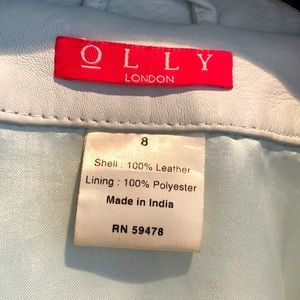 OLLY
LONDON
8
Shell : 100% Leather
Lining : 100% Polyester
Made in India
RN 59478